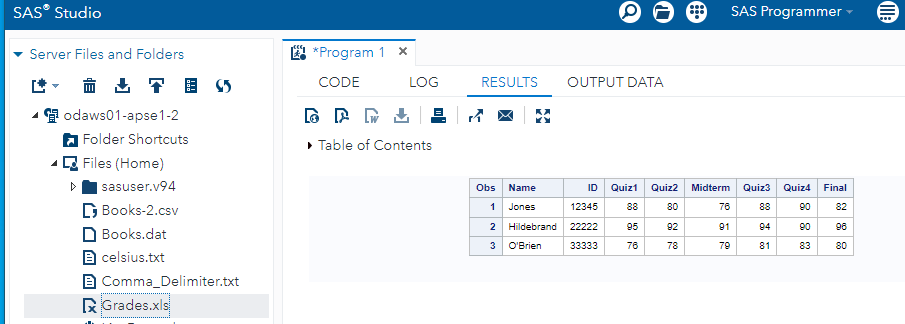 SAS® Studio
SAS Programmer
Server Files and Folders
odaws01-apse1-2
Folder Shortcuts
Files (Home)
sasuser.v94
Books-2.csv
Books.dat
celsius.txt
Comma_Delimiter.txt
Grades.xls
*Program 1
CODE LOG RESULTS OUTPUT DATA
Table of Contents
Obs Name ID Quiz1 Quiz2 Midterm Quiz3 Quiz4 Final
1 Jones 12345 88 80 76 88 90 82
2 Hildebrand 22222 95 92 91 94 90 96
3 O'Brien 33333 76 78 79 81 83 80